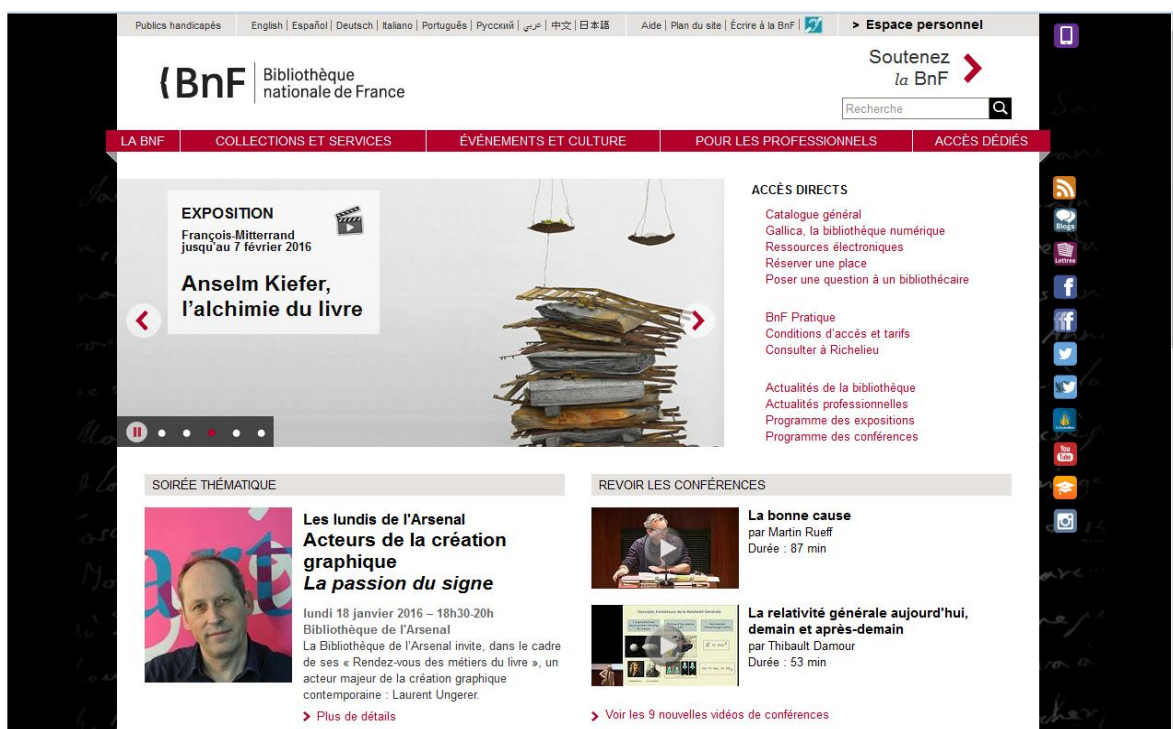 Publics handicapés English | Español | Deutsch | Italiano | Português | Русский | عربي | 中文 | 日本語 Aide | Plan du site | Écrire à la BnF | > Espace personnel
Soutenez
la BnF
{BnF Bibliothèque
nationale de France
Recherche
LA BNF COLLECTIONS ET SERVICES ÉVÉNEMENTS ET CULTURE POUR LES PROFESSIONNELS ACCÈS DÉDIÉS
EXPOSITION
François-Mitterrand
jusqu'au 7 février 2016
Anselm Kiefer,
l'alchimie du livre
ACCÈS DIRECTS
Catalogue général
Gallica, la bibliothèque numérique
Ressources électroniques
Réserver une place
Poser une question à un bibliothécaire
BnF Pratique
Conditions d'accès et tarifs
Consulter à Richelieu
Actualités de la bibliothèque
Actualités professionnelles
Programme des expositions
Programme des conférences
Blogs
Lettres
You
Tube
SOIRÉE THÉMATIQUE
Les lundis de l'Arsenal
Acteurs de la création
graphique
La passion du signe
lundi 18 janvier 2016 – 18h30-20h
Bibliothèque de l'Arsenal
La Bibliothèque de l'Arsenal invite, dans le cadre
de ses « Rendez-vous des métiers du livre », un
acteur majeur de la création graphique
contemporaine : Laurent Ungerer.
> Plus de détails
REVOIR LES CONFÉRENCES
La bonne cause
par Martin Rueff
Durée : 87 min
La relativité générale aujourd'hui,
demain et après-demain
par Thibault Damour
Durée : 53 min
> Voir les 9 nouvelles vidéos de conférences